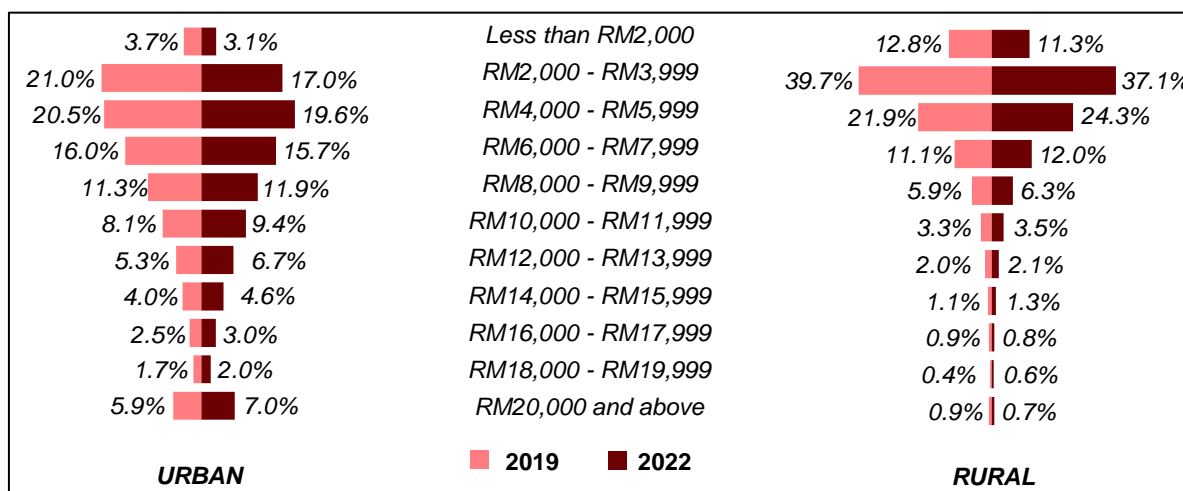 3.7% 3.1% Less than RM2,000 12.8% 11.3%
21.0% 17.0% RM2,000 - RM3,999 39.7% 37.1%
20.5% 19.6% RM4,000 - RM5,999 21.9% 24.3%
16.0% 15.7% RM6,000 - RM7,999 11.1% 12.0%
11.3% 11.9% RM8,000 - RM9,999 5.9% 6.3%
8.1% 9.4% RM10,000 - RM11,999 3.3% 3.5%
5.3% 6.7% RM12,000 - RM13,999 2.0% 2.1%
4.0% 4.6% RM14,000 - RM15,999 1.1% 1.3%
2.5% 3.0% RM16,000 - RM17,999 0.9% 0.8%
1.7% 2.0% RM18,000 - RM19,999 0.4% 0.6%
5.9% 7.0% RM20,000 and above 0.9% 0.7%
URBAN 2019 2022 RURAL